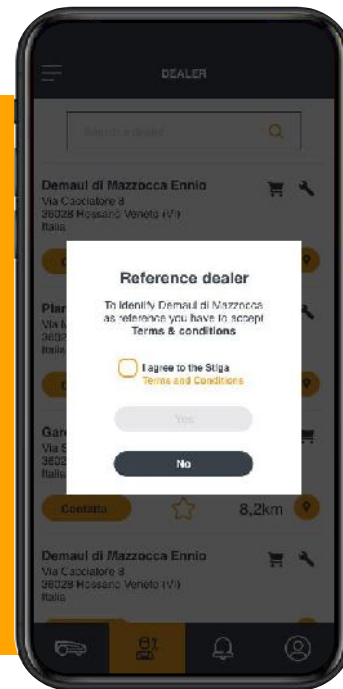 DEALER
Search a dealer
Demaul di Mazzocca Ennio
Via Cacciatore 8
36028 Rossano Veneto (VI)
Italia
Reference dealer
To identify Demaul di Mazzocca
as reference you have to accept
Terms & conditions
I agree to the Stiga
Terms and Conditions
Yes
No
Contatta
8,2km
Demaul di Mazzocca Ennio
Via Cacciatore 8
36028 Rossano Veneto (VI)
Italia